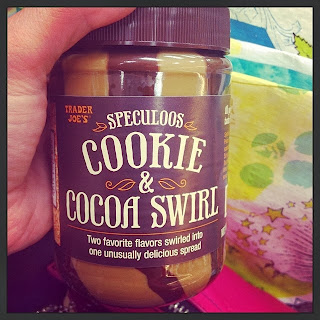 TRADER
JOE'S
SPECULOOS
COOKIE
&
COCOA SWIRL
Two favorite flavors swirled into
one unusually delicious spread